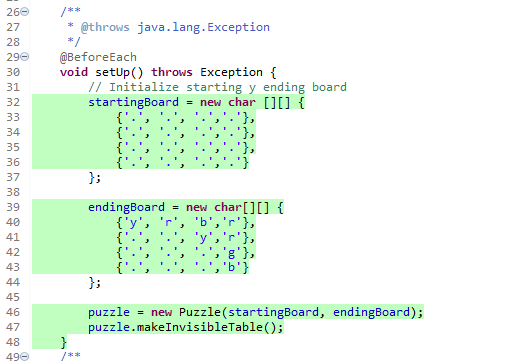 26 /**
27  * @throws java.lang.Exception
28  */
29 @BeforeEach
30 void setUp() throws Exception {
31     // Initialize starting y ending board
32     startingBoard = new char [][] {
33         {'.', '.', '.','.'},
34         {'.', '.', '.','.'},
35         {'.', '.', '.','.'},
36         {'.', '.', '.','.'}
37     };
38
39     endingBoard = new char[][] {
40         {'y', 'r', 'b','r'},
41         {'.', '.', 'y','r'},
42         {'.', '.', '.','g'},
43         {'.', '.', '.','b'}
44     };
45
46     puzzle = new Puzzle(startingBoard, endingBoard);
47     puzzle.makeInvisibleTable();
48 }
49 /**